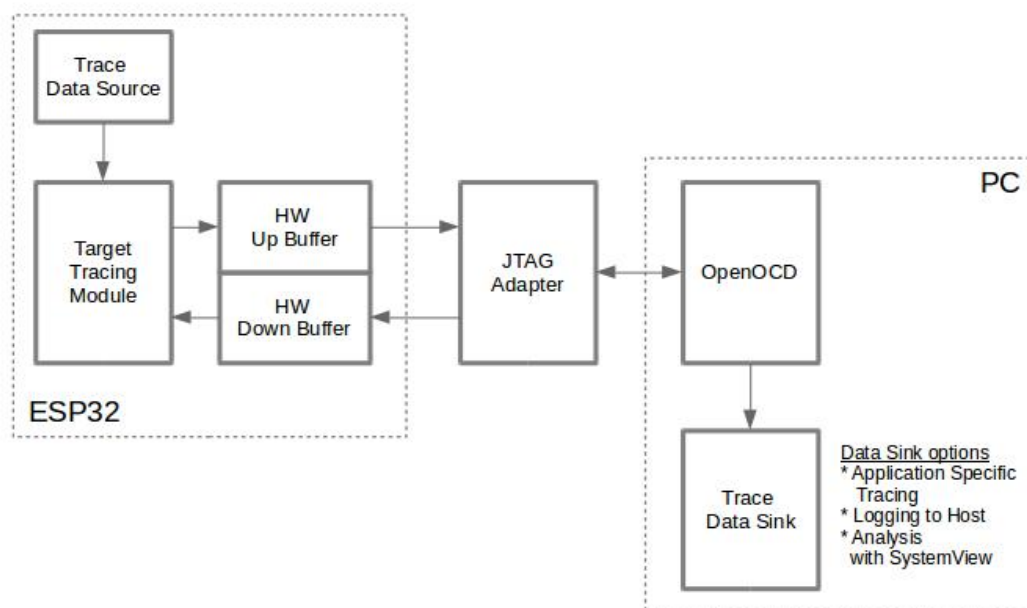 Trace
Data Source
Target
Tracing
Module
HW
Up Buffer
HW
Down Buffer
ESP32
JTAG
Adapter
PC
OpenOCD
Trace
Data Sink
Data Sink options
* Application Specific
Tracing
* Logging to Host
* Analysis
with SystemView